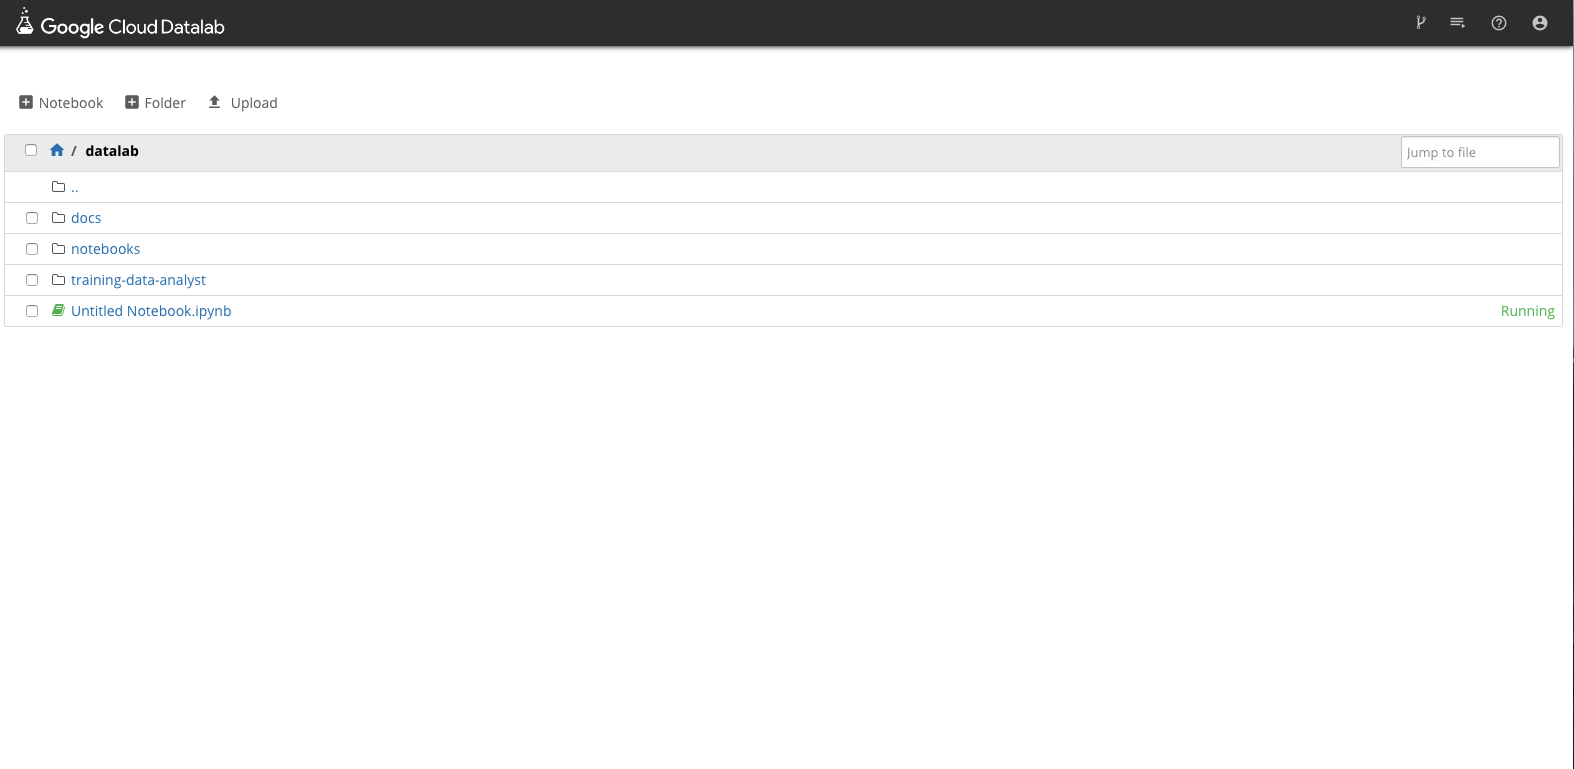 Google Cloud Datalab
Notebook Folder Upload
/ datalab Jump to file
..
docs
notebooks
training-data-analyst
Untitled Notebook.ipynb Running